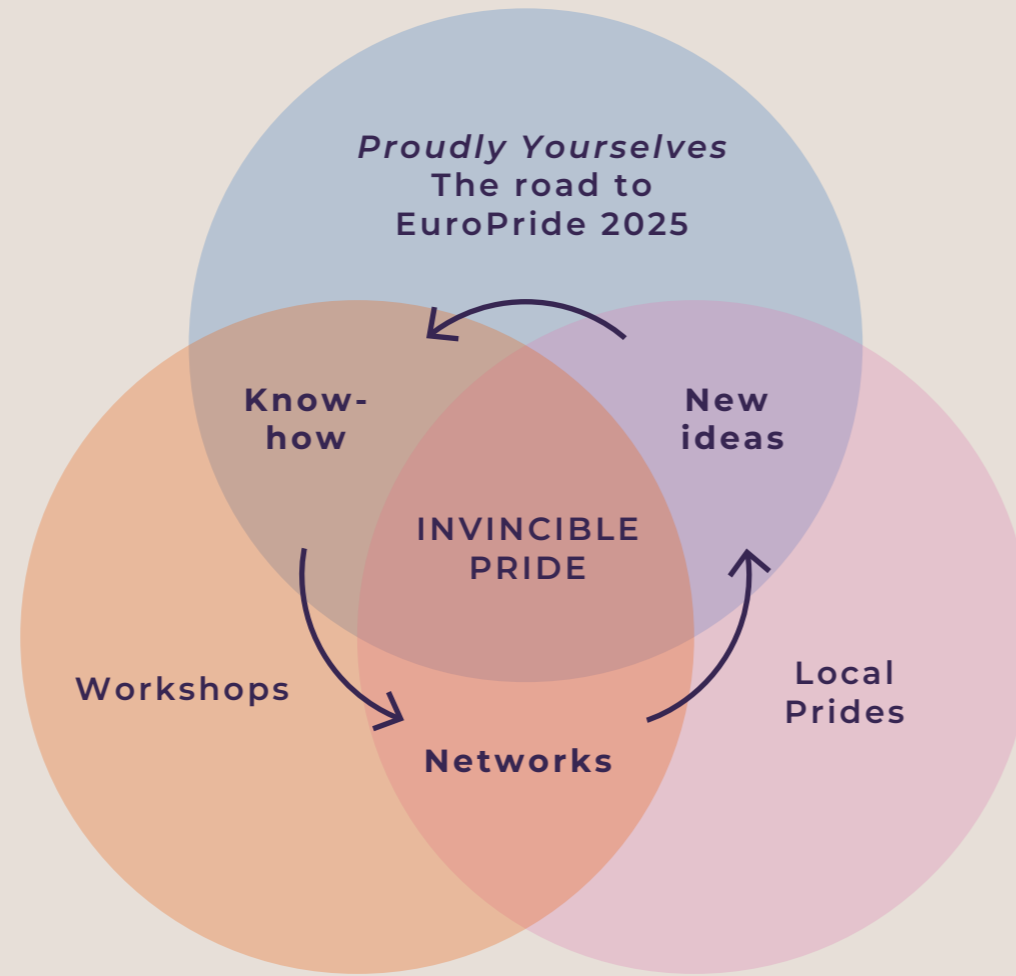 Proudly Yourselves
The road to
EuroPride 2025
Know-
how
New
ideas
INVINCIBLE
PRIDE
Workshops
Local
Prides
Networks